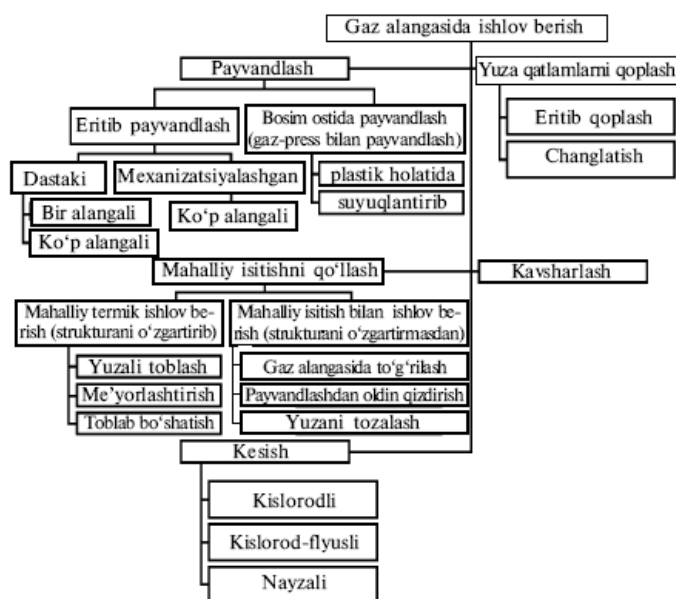 Gaz alangasida ishlov berish
Payvandlash
Yuza qatlamlarni qoplash
Eritib qoplash
Changlatish
Eritib payvandlash
Bosim ostida payvandlash
(gaz-press bilan payvandlash)
plastik holatida
suyuqlantirib
Dastaki
Mexanizatsiyalashgan
Bir alangali
Ko‘p alangali
Ko‘p alangali
Mahalliy isitishni qo‘llash
Kavsharlash
Mahalliy termik ishlov be-
rish (strukturani o‘zgartirib)
Mahalliy isitish bilan ishlov be-
rish (strukturani o‘zgartirmasdan)
Yuzali toblash
Me’yorlashtirish
Toblab bo‘shatish
Gaz alangasida to‘g‘rilash
Payvandlashdan oldin qizdirish
Yuzani tozalash
Kesish
Kislorodli
Kislorod-flyusli
Nayzali